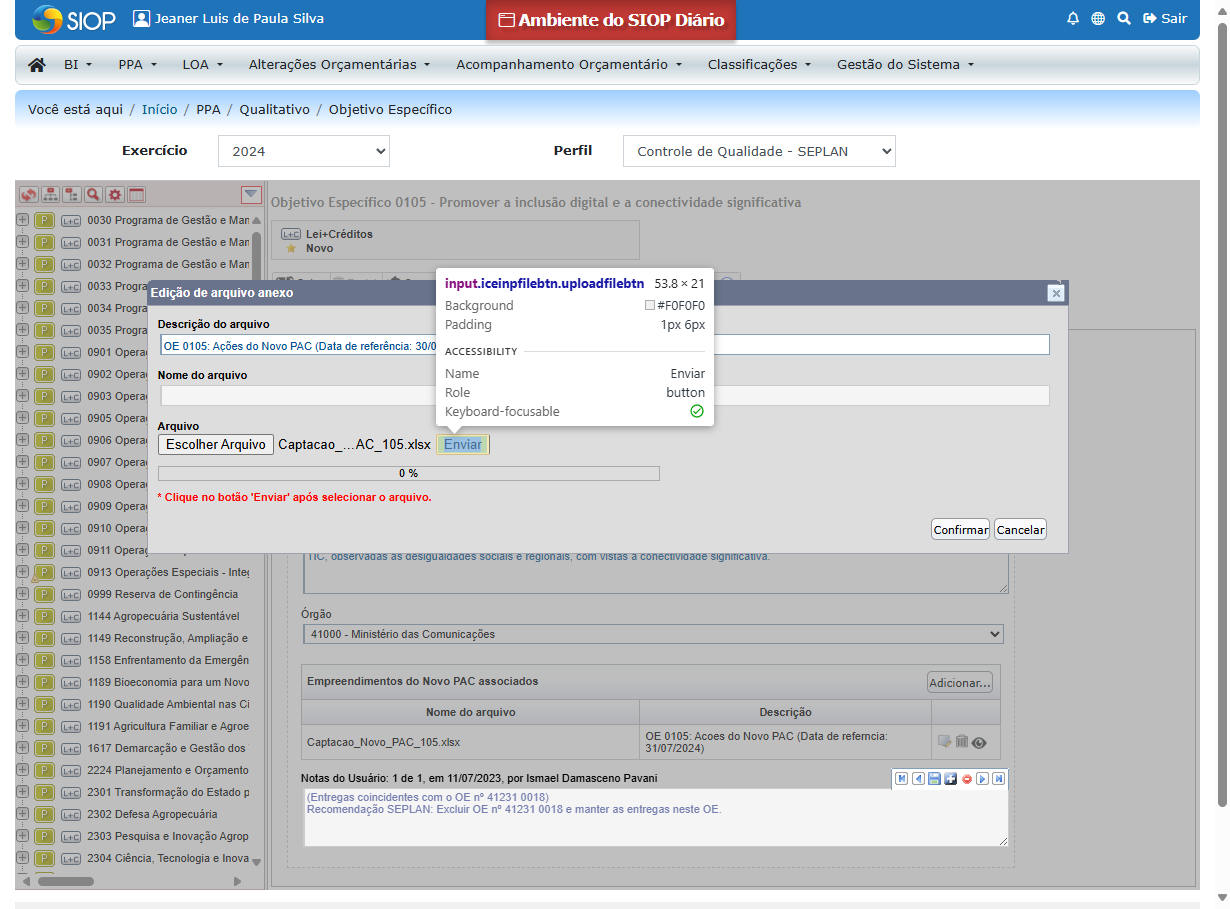 SIOP
Jeaner Luis de Paula Silva
Ambiente do SIOP Diário
Sair
BI
PPA
LOA
Alterações Orçamentárias
Acompanhamento Orçamentário
Classificações
Gestão do Sistema
Você está aqui / Início / PPA / Qualitativo / Objetivo Específico
Exercício
2024
Perfil
Controle de Qualidade - SEPLAN
P L+C 0030 Programa de Gestão e Man
P L+C 0031 Programa de Gestão e Man
P L+C 0032 Programa de Gestão e Man
P L+C 0033 Progra
P L+C 0034 Progra
P L+C 0035 Progra
P L+C 0901 Opera
P L+C 0902 Opera
P L+C 0903 Opera
P L+C 0905 Opera
P L+C 0906 Opera
P L+C 0907 Opera
P L+C 0908 Opera
P L+C 0909 Opera
P L+C 0910 Opera
P L+C 0911 Operaç
P L+C 0913 Operações Especiais - Integ
P L+C 0999 Reserva de Contingência
P L+C 1144 Agropecuária Sustentável
P L+C 1149 Reconstrução, Ampliação e
P L+C 1158 Enfrentamento da Emergên
P L+C 1189 Bioeconomia para um Novo
P L+C 1190 Qualidade Ambiental nas Ci
P L+C 1191 Agricultura Familiar e Agroe
P L+C 1617 Demarcação e Gestão dos
P L+C 2224 Planejamento e Orçamento
P L+C 2301 Transformação do Estado p
P L+C 2302 Defesa Agropecuária
P L+C 2303 Pesquisa e Inovação Agrop
P L+C 2304 Ciência, Tecnologia e Inova
Objetivo Específico 0105 - Promover a inclusão digital e a conectividade significativa
L+C Lei+Créditos
Novo
Edição de arquivo anexo
Descrição do arquivo
OE 0105: Ações do Novo PAC (Data de referência: 30/0
Nome do arquivo
Arquivo
Escolher Arquivo Captacao_...AC_105.xlsx Enviar
0 %
* Clique no botão 'Enviar' após selecionar o arquivo.
Confirmar Cancelar
input.iceinpfilebtn.uploadfilebtn 53.8 × 21
Background #F0F0F0
Padding 1px 6px
ACCESSIBILITY
Name Enviar
Role button
Keyboard-focusable
TIC, observadas as desigualdades sociais e regionais, com vistas à conectividade significativa.
Órgão
41000 - Ministério das Comunicações
Empreendimentos do Novo PAC associados
Adicionar...
Nome do arquivo Descrição
Captacao_Novo_PAC_105.xlsx
OE 0105: Acoes do Novo PAC (Data de referncia:
31/07/2024)
Notas do Usuário: 1 de 1, em 11/07/2023, por Ismael Damasceno Pavani
(Entregas coincidentes com o OE nº 41231 0018)
Recomendação SEPLAN: Excluir OE nº 41231 0018 e manter as entregas neste OE.